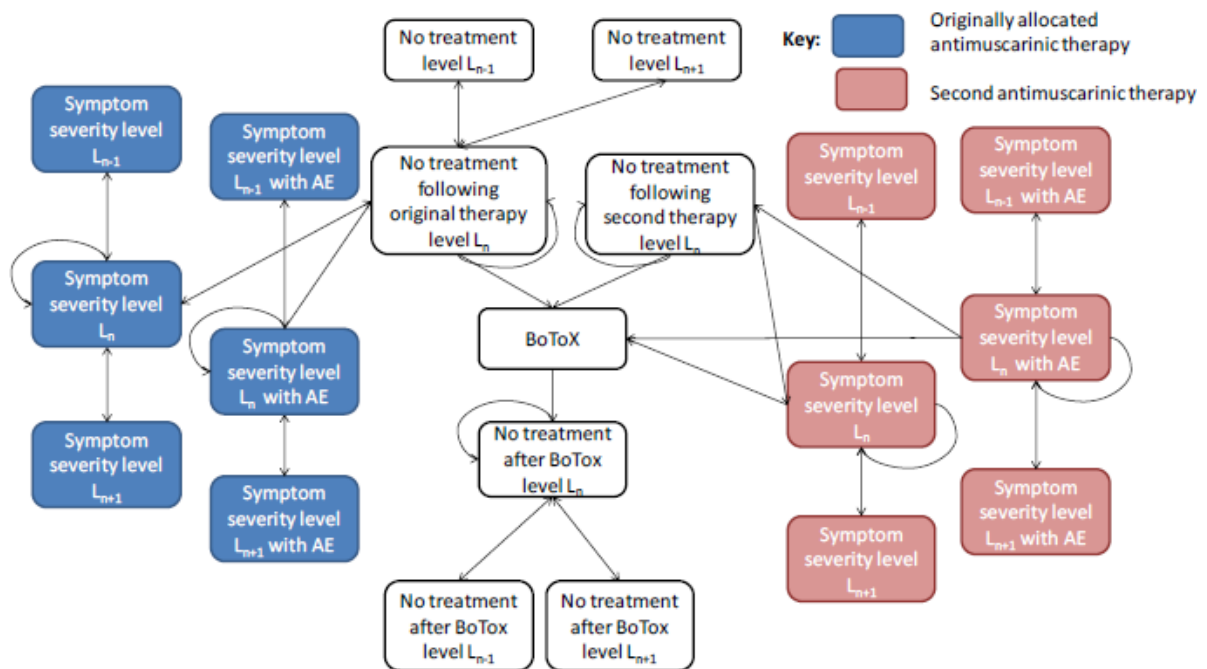 No treatment
level Ln-1
No treatment
level Ln+1
Key:
Originally allocated
antimuscarinic therapy
Second antimuscarinic therapy
Symptom
severity level
Ln-1
Symptom
severity level
Ln-1 with AE
No treatment
following
original therapy
level Ln
No treatment
following
second therapy
level Ln
Symptom
severity level
Ln-1
Symptom
severity level
Ln-1 with AE
Symptom
severity level
Ln
Symptom
severity level
Ln with AE
BoToX
Symptom
severity level
Ln
Symptom
severity level
Ln with AE
Symptom
severity level
Ln+1
Symptom
severity level
Ln+1 with AE
No treatment
after BoTox
level Ln
Symptom
severity level
Ln+1
Symptom
severity level
Ln+1 with AE
No treatment
after BoTox
level Ln-1
No treatment
after BoTox
level Ln+1